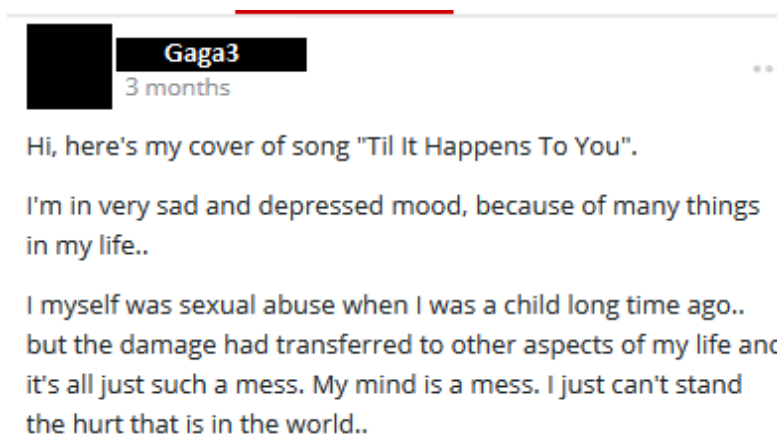 Gaga3
3 months
Hi, here's my cover of song "Til It Happens To You".
I'm in very sad and depressed mood, because of many things
in my life..
I myself was sexual abuse when I was a child long time ago..
but the damage had transferred to other aspects of my life and
it's all just such a mess. My mind is a mess. I just can't stand
the hurt that is in the world..